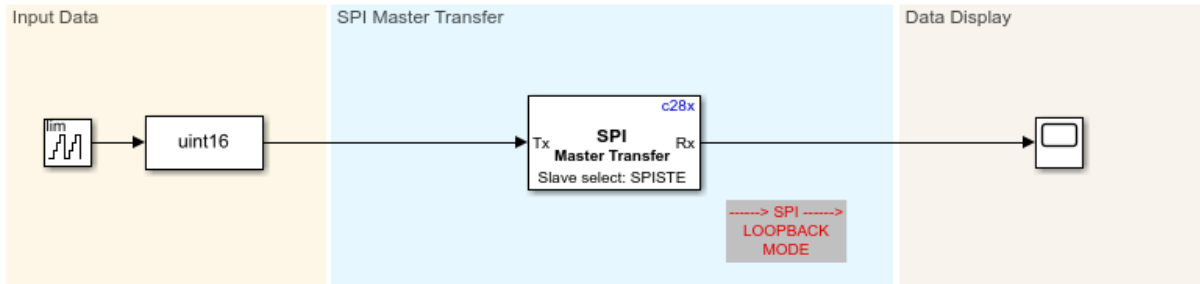 Input Data
SPI Master Transfer
Data Display
lim
uint16
c28x
Tx
SPI
Rx
Master Transfer
Slave select: SPISTE
------> SPI ------>
LOOPBACK
MODE